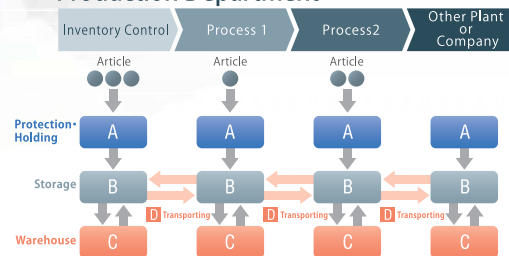 Production Department
Inventory Control
Process 1
Process2
Other Plant
or
Company
Article
Article
Article
Protection・
Holding
A
A
A
A
Storage
B
B
B
B
D Transporting
D Transporting
D Transporting
Warehouse
C
C
C
C